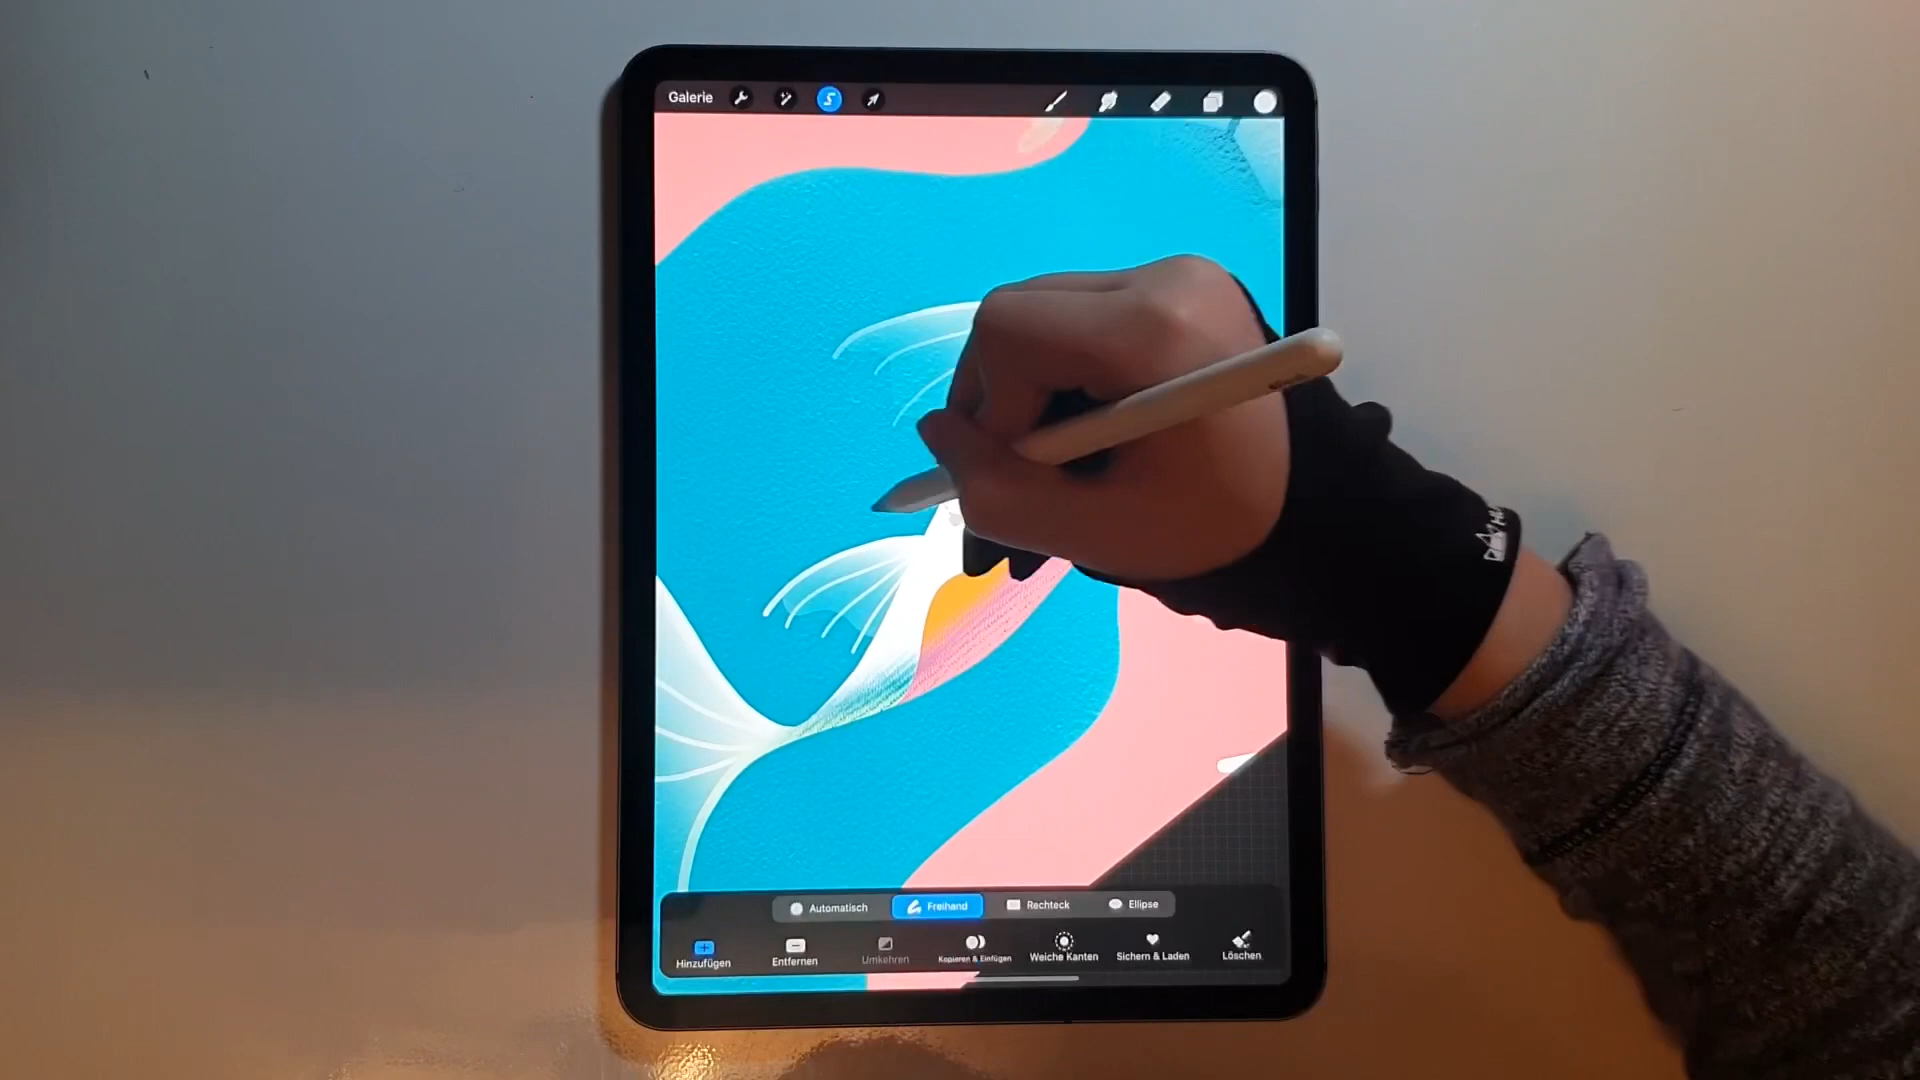 Galerie
Automatisch
Freihand
Rechteck
Ellipse
Hinzufügen
Entfernen
Umkehren
Kopieren & Einfügen
Weiche Kanten
Sichern & Laden
Löschen